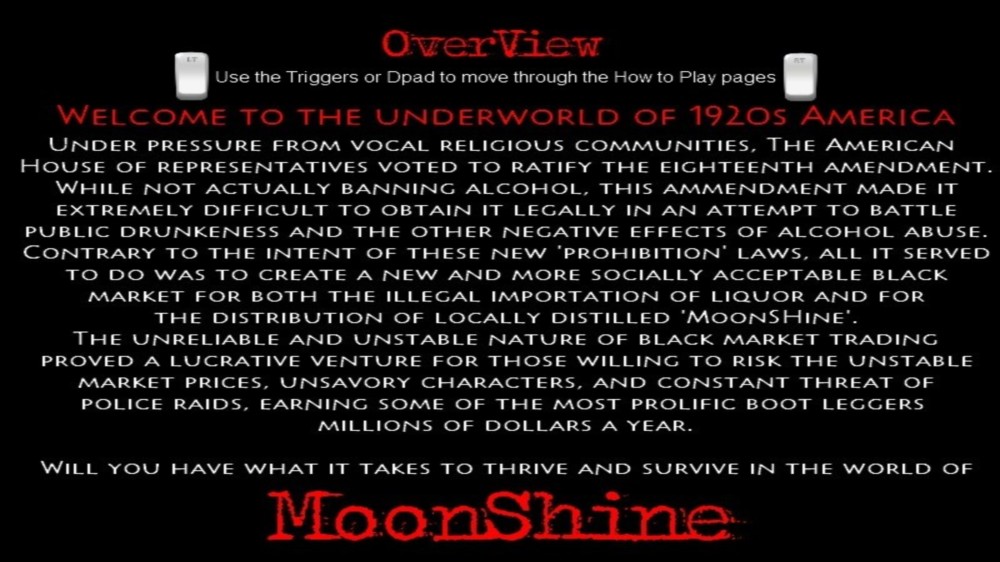 OverView
LT
RT
Use the Triggers or Dpad to move through the How to Play pages
Welcome to the underworld of 1920s America
Under pressure from vocal religious communities, The American
House of representatives voted to ratify the eighteenth amendment.
While not actually banning alcohol, this ammendment made it
extremely difficult to obtain it legally in an attempt to battle
public drunkeness and the other negative effects of alcohol abuse.
Contrary to the intent of these new 'prohibition' laws, all it served
to do was to create a new and more socially acceptable black
market for both the illegal importation of liquor and for
the distribution of locally distilled 'MoonSHine'.
The unreliable and unstable nature of black market trading
proved a lucrative venture for those willing to risk the unstable
market prices, unsavory characters, and constant threat of
police raids, earning some of the most prolific boot leggers
millions of dollars a year.
Will you have what it takes to thrive and survive in the world of
MoonShine